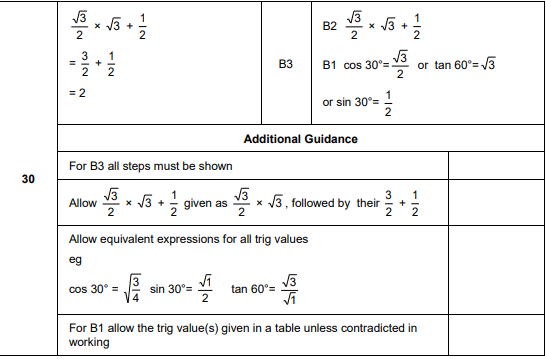 30
√3/2 × √3 + 1/2
= 3/2 + 1/2
= 2
B3
B2 √3/2 × √3 + 1/2
B1 cos 30°= √3/2 or tan 60°= √3
or sin 30°= 1/2
Additional Guidance
For B3 all steps must be shown
Allow √3/2 × √3 + 1/2 given as √3/2 × √3 , followed by their 3/2 + 1/2
Allow equivalent expressions for all trig values
eg
cos 30° = √(3/4) sin 30°= √1/2 tan 60°= √3/√1
For B1 allow the trig value(s) given in a table unless contradicted in
working